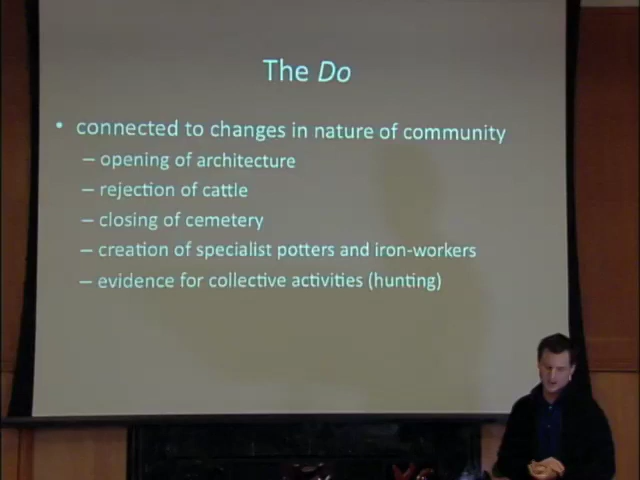 The Do
• connected to changes in nature of community
– opening of architecture
– rejection of cattle
– closing of cemetery
– creation of specialist potters and iron-workers
– evidence for collective activities (hunting)